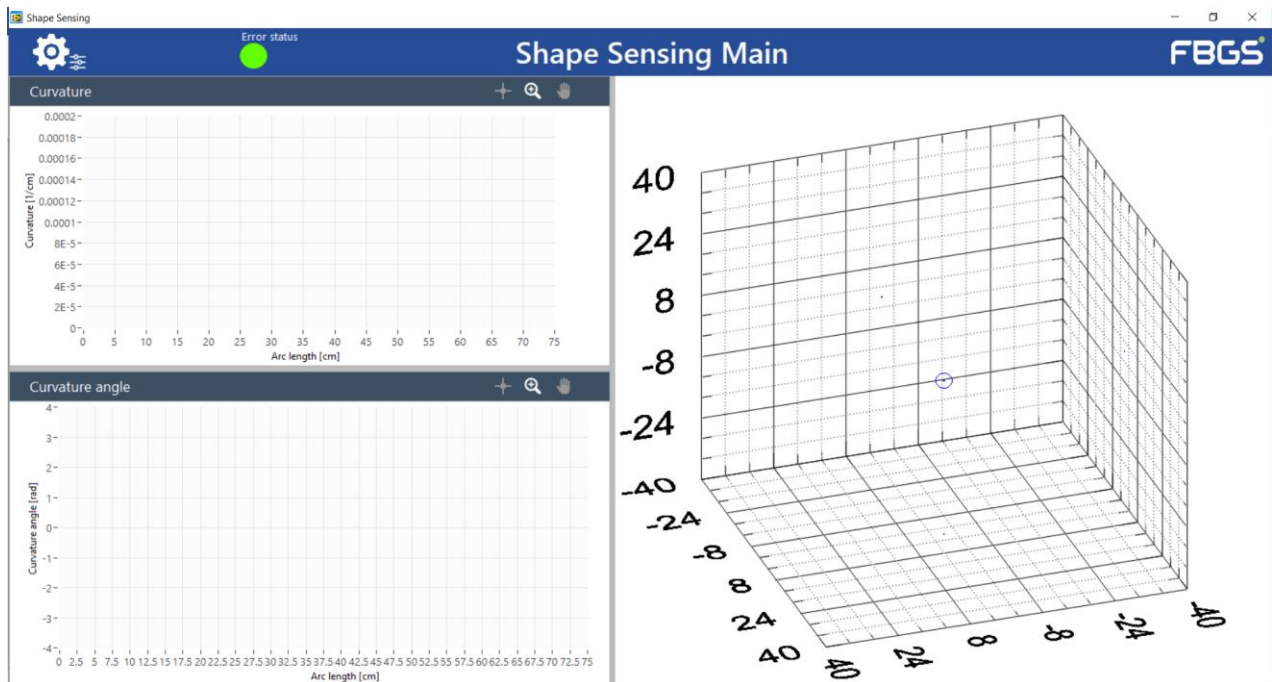 Shape Sensing
Error status
Shape Sensing Main
FBGS
Curvature
0.0002
0.00018
0.00016
0.00014
0.00012
0.0001
8E-5
6E-5
4E-5
2E-5
0
Curvature [1/cm]
0 5 10 15 20 25 30 35 40 45 50 55 60 65 70 75
Arc length [cm]
Curvature angle
4
3
2
1
0
-1
-2
-3
-4
Curvature angle [rad]
0 2.5 5 7.5 10 12.5 15 17.5 20 22.5 25 27.5 30 32.5 35 37.5 40 42.5 45 47.5 50 52.5 55 57.5 60 62.5 65 67.5 70 72.5 75
Arc length [cm]
40
24
8
-8
-24
-40
-24
-8
8
24
40
40
24
8
-8
-24
-40